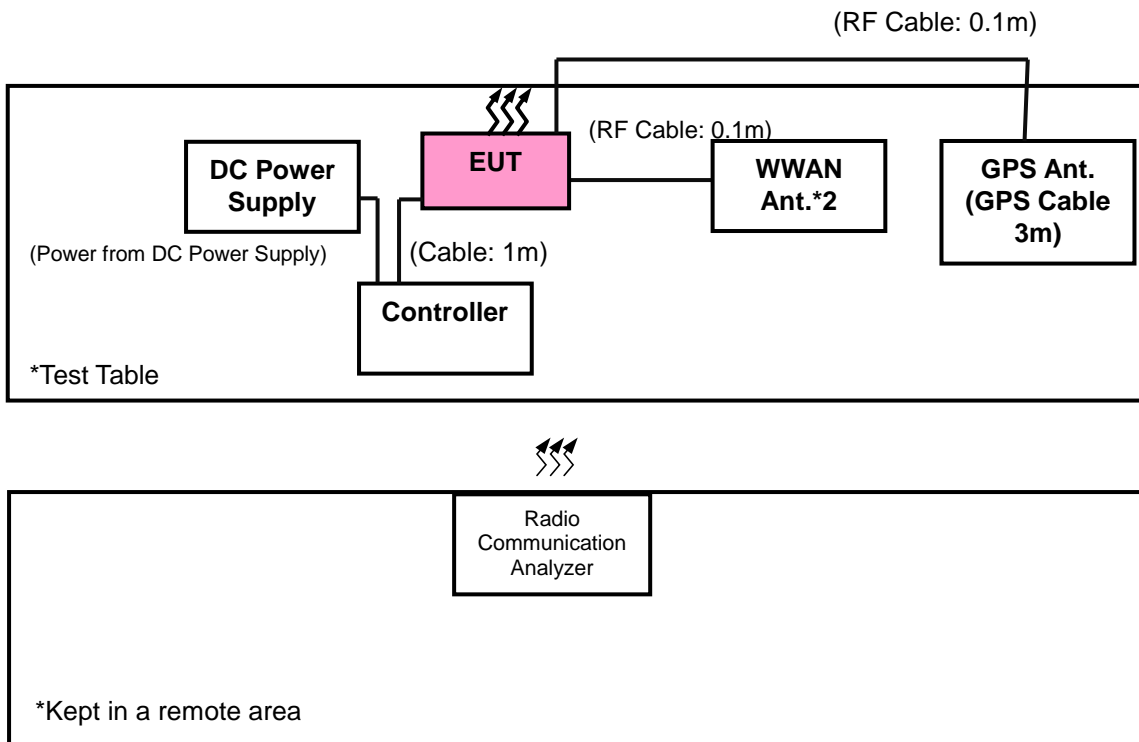 (RF Cable: 0.1m)
EUT
(RF Cable: 0.1m)
DC Power
Supply
WWAN
Ant.*2
GPS Ant.
(GPS Cable
3m)
(Power from DC Power Supply)
(Cable: 1m)
Controller
*Test Table
Radio
Communication
Analyzer
*Kept in a remote area